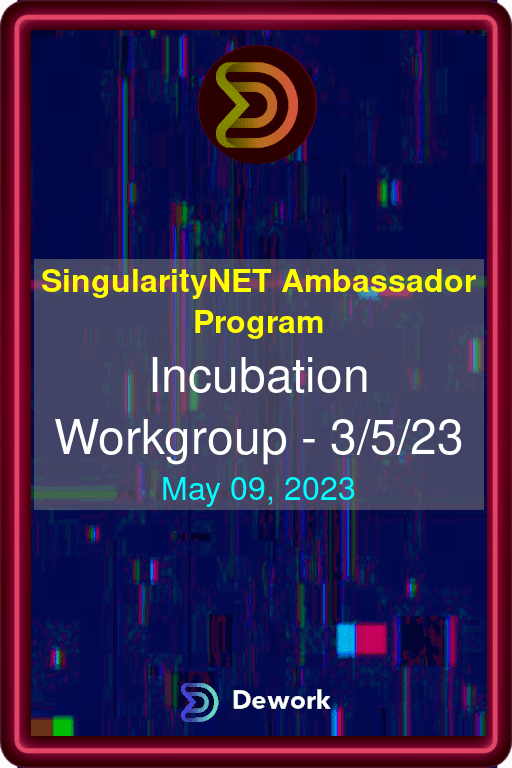 SingularityNET Ambassador
Program
Incubation
Workgroup - 3/5/23
May 09, 2023
Dework